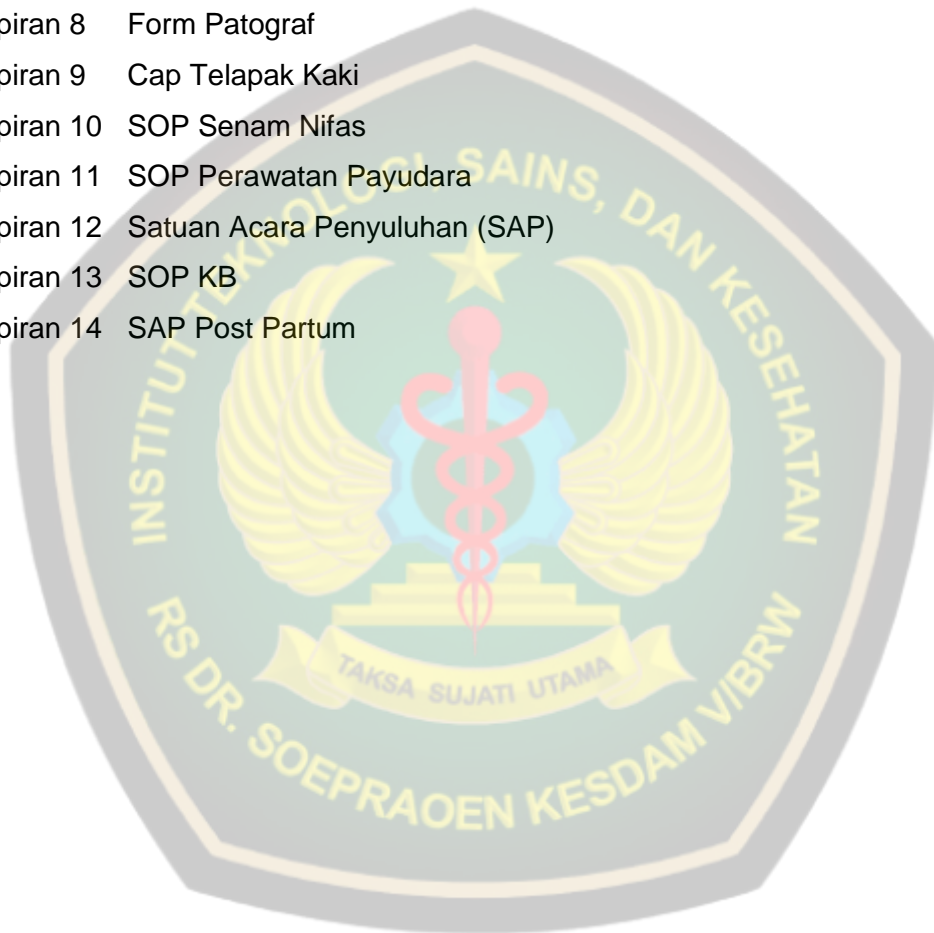 piran 8 Form Patograf
piran 9 Cap Telapak Kaki
piran 10 SOP Senam Nifas
piran 11 SOP Perawatan Payudara
piran 12 Satuan Acara Penyuluhan (SAP)
piran 13 SOP KB
piran 14 SAP Post Partum
INSTITUT TEKNOLOGI, SAINS, DAN KESEHATAN
TAKSA SUJATI UTAMA
RS DR. SOEPRAOEN KESDAM V/BRW